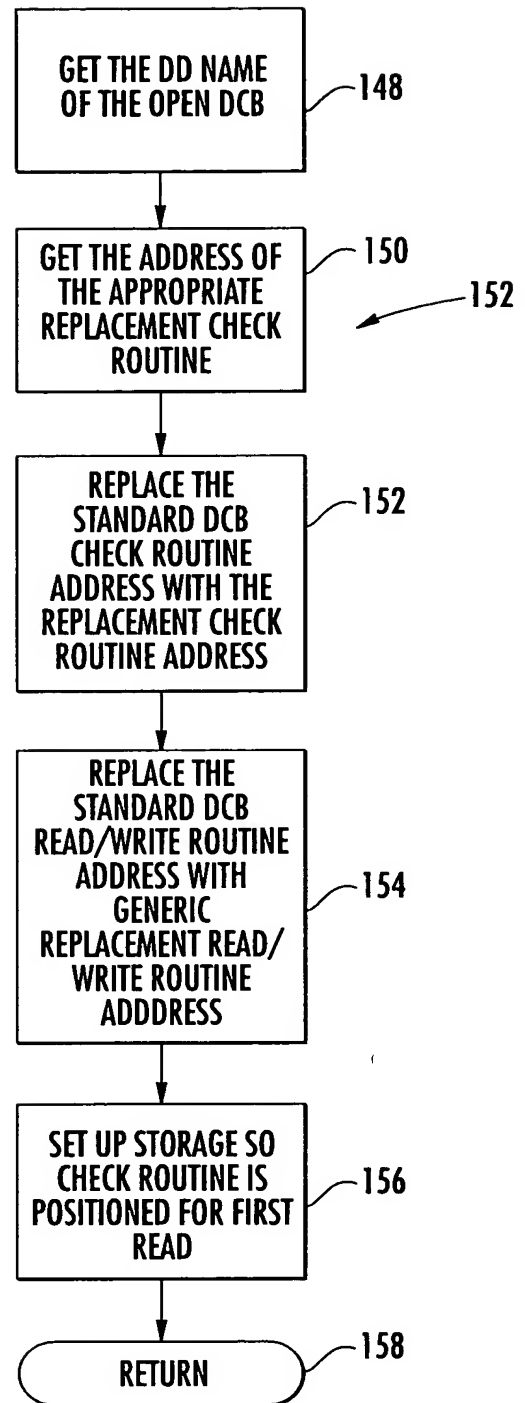 GET THE DD NAME
OF THE OPEN DCB
148
GET THE ADDRESS OF
THE APPROPRIATE
REPLACEMENT CHECK
ROUTINE
150
152
REPLACE THE
STANDARD DCB
CHECK ROUTINE
ADDRESS WITH THE
REPLACEMENT CHECK
ROUTINE ADDRESS
152
REPLACE THE
STANDARD DCB
READ/WRITE ROUTINE
ADDRESS WITH
GENERIC
REPLACEMENT READ/
WRITE ROUTINE
ADDDRESS
154
SET UP STORAGE SO
CHECK ROUTINE IS
POSITIONED FOR FIRST
READ
156
RETURN
158